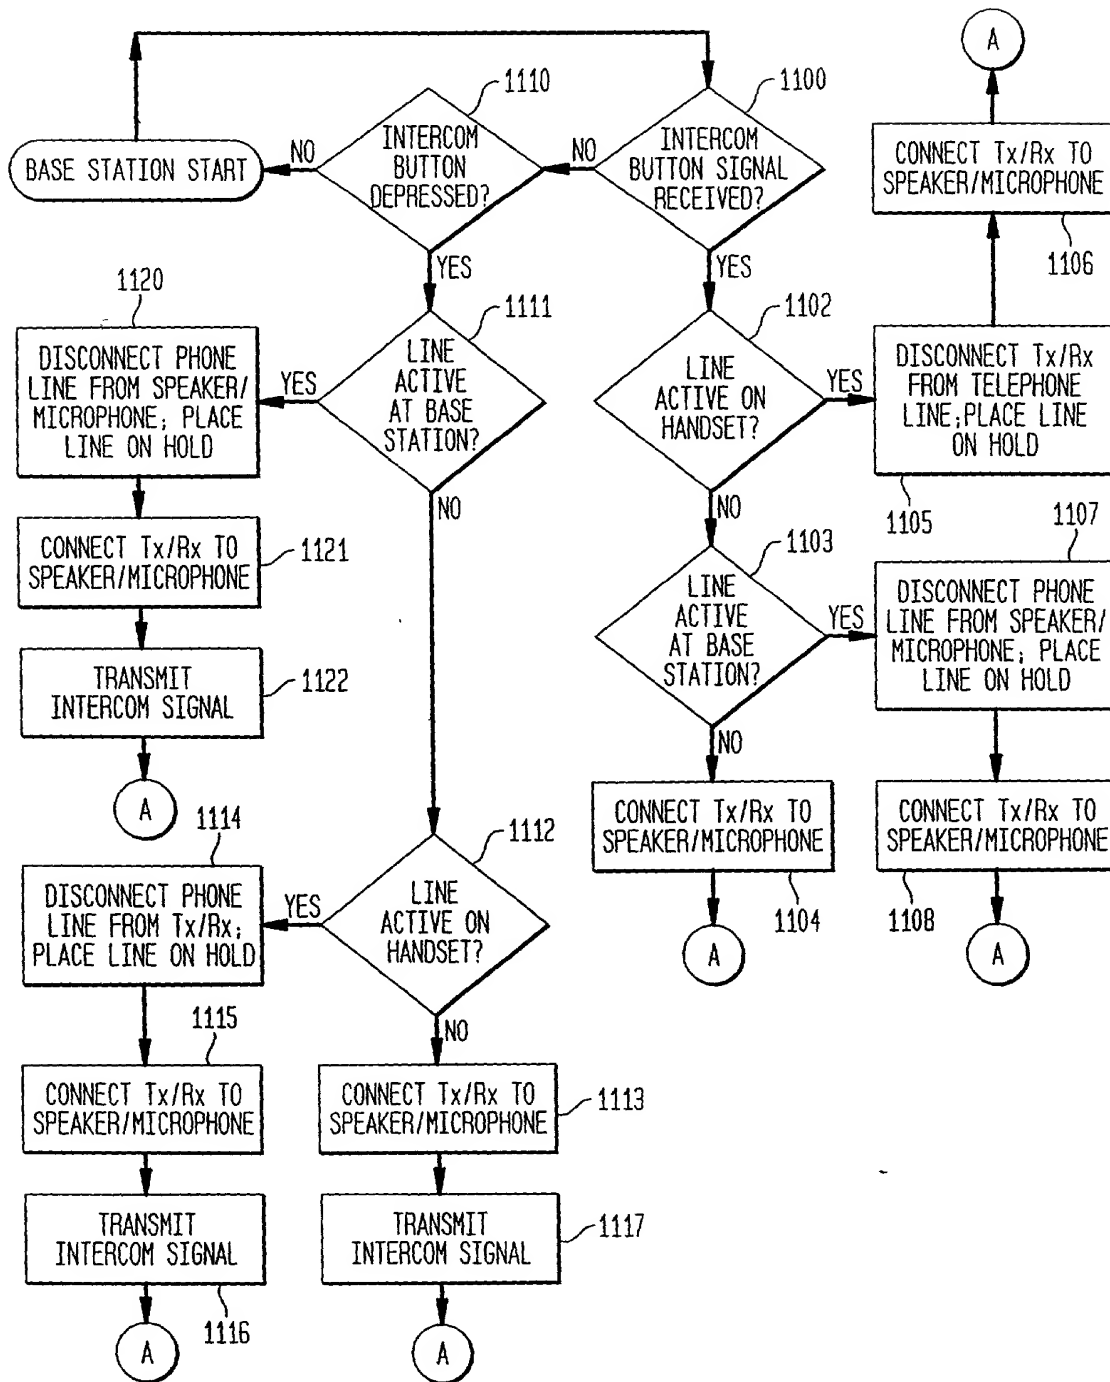 BASE STATION START
NO
1110
INTERCOM
BUTTON
DEPRESSED?
NO
1100
INTERCOM
BUTTON SIGNAL
RECEIVED?
A
CONNECT Tx/Rx TO
SPEAKER/MICROPHONE
1106
YES
YES
1120
DISCONNECT PHONE
LINE FROM SPEAKER/
MICROPHONE; PLACE
LINE ON HOLD
YES
1111
LINE
ACTIVE
AT BASE
STATION?
NO
1102
LINE
ACTIVE ON
HANDSET?
YES
DISCONNECT Tx/Rx
FROM TELEPHONE
LINE;PLACE LINE
ON HOLD
1105
NO
CONNECT Tx/Rx TO
SPEAKER/MICROPHONE
1121
TRANSMIT
INTERCOM SIGNAL
1122
A
1103
LINE
ACTIVE
AT BASE
STATION?
YES
1107
DISCONNECT PHONE
LINE FROM SPEAKER/
MICROPHONE; PLACE
LINE ON HOLD
NO
CONNECT Tx/Rx TO
SPEAKER/MICROPHONE
1104
A
CONNECT Tx/Rx TO
SPEAKER/MICROPHONE
1108
A
1114
DISCONNECT PHONE
LINE FROM Tx/Rx;
PLACE LINE ON HOLD
YES
1112
LINE
ACTIVE ON
HANDSET?
NO
1115
CONNECT Tx/Rx TO
SPEAKER/MICROPHONE
CONNECT Tx/Rx TO
SPEAKER/MICROPHONE
1113
TRANSMIT
INTERCOM SIGNAL
1116
A
TRANSMIT
INTERCOM SIGNAL
1117
A